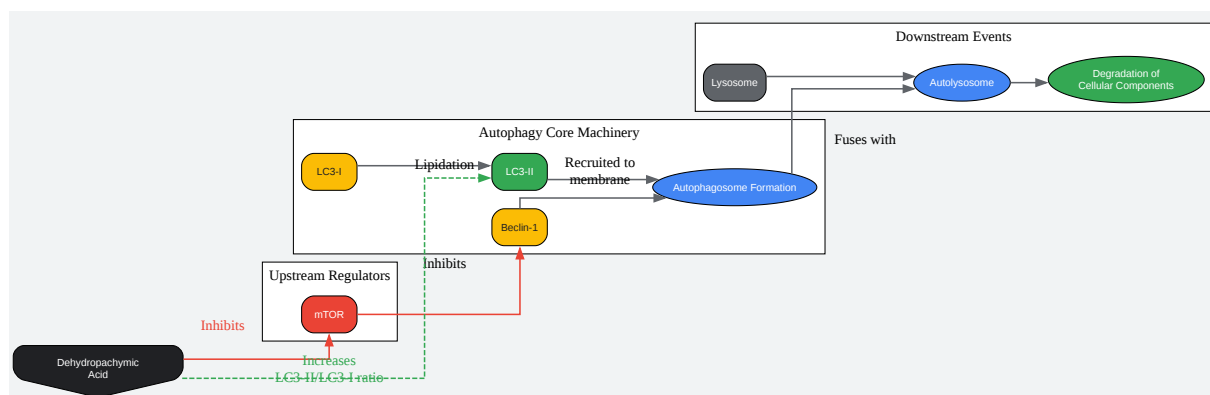 Downstream Events
Lysosome
Autolysosome
Degradation of
Cellular Components
Autophagy Core Machinery
Fuses with
LC3-I
Lipidation
LC3-II
Recruited to
membrane
Autophagosome Formation
Beclin-1
Inhibits
Upstream Regulators
mTOR
Inhibits
Dehydropachymic
Acid
Increases
LC3-II/LC3-I ratio